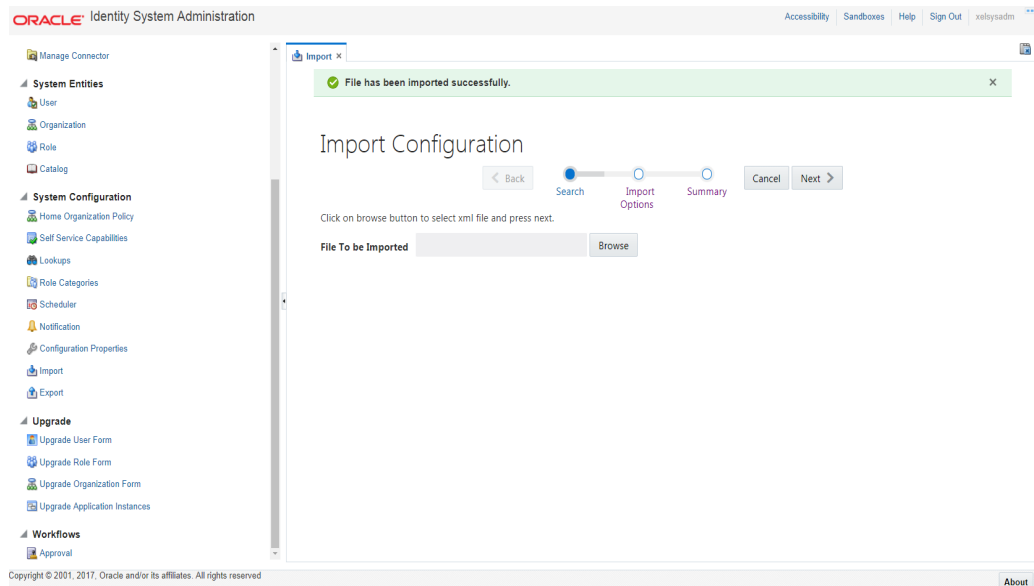 ORACLE Identity System Administration
Accessibility Sandboxes Help Sign Out xelsysadm
Manage Connector
System Entities
User
Organization
Role
Catalog
System Configuration
Home Organization Policy
Self Service Capabilities
Lookups
Role Categories
Scheduler
Notification
Configuration Properties
Import
Export
Upgrade
Upgrade User Form
Upgrade Role Form
Upgrade Organization Form
Upgrade Application Instances
Workflows
Approval
Import ×
File has been imported successfully. ×
Import Configuration
Back
Search
Import
Options
Summary
Cancel
Next
Click on browse button to select xml file and press next.
File To be Imported
Browse
Copyright © 2001, 2017, Oracle and/or its affiliates. All rights reserved
About